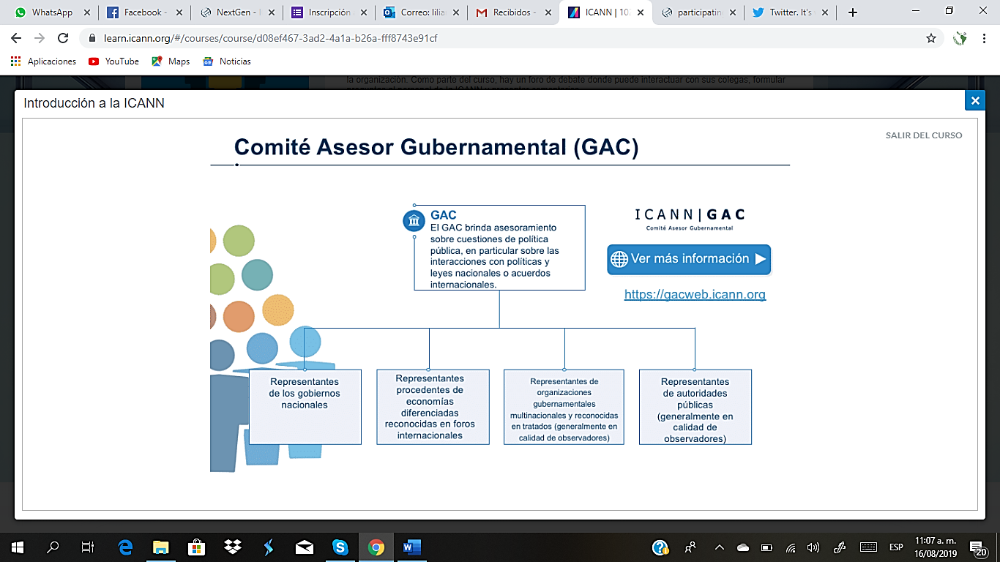 WhatsApp
Facebook -
NextGen -
Inscripción
Correo: lilia
Recibidos -
ICANN | 102
participatin
Twitter. It's
learn.icann.org/#/courses/course/d08ef467-3ad2-4a1a-b26a-fff8743e91cf
Aplicaciones
YouTube
Maps
Noticias
la organización. Como parte del curso, hay un foro de debate donde puede interactuar con sus colegas, formular
Introducción a la ICANN
SALIR DEL CURSO
Comité Asesor Gubernamental (GAC)
GAC
El GAC brinda asesoramiento
sobre cuestiones de política
pública, en particular sobre las
interacciones con políticas y
leyes nacionales o acuerdos
internacionales.
ICANN|GAC
Comité Asesor Gubernamental
Ver más información
https://gacweb.icann.org
Representantes
de los gobiernos
nacionales
Representantes
procedentes de
economías
diferenciadas
reconocidas en foros
internacionales
Representantes de
organizaciones
gubernamentales
multinacionales y reconocidas
en tratados (generalmente en
calidad de observadores)
Representantes
de autoridades
públicas
(generalmente en
calidad de
observadores)
ESP
11:07 a. m.
16/08/2019
20